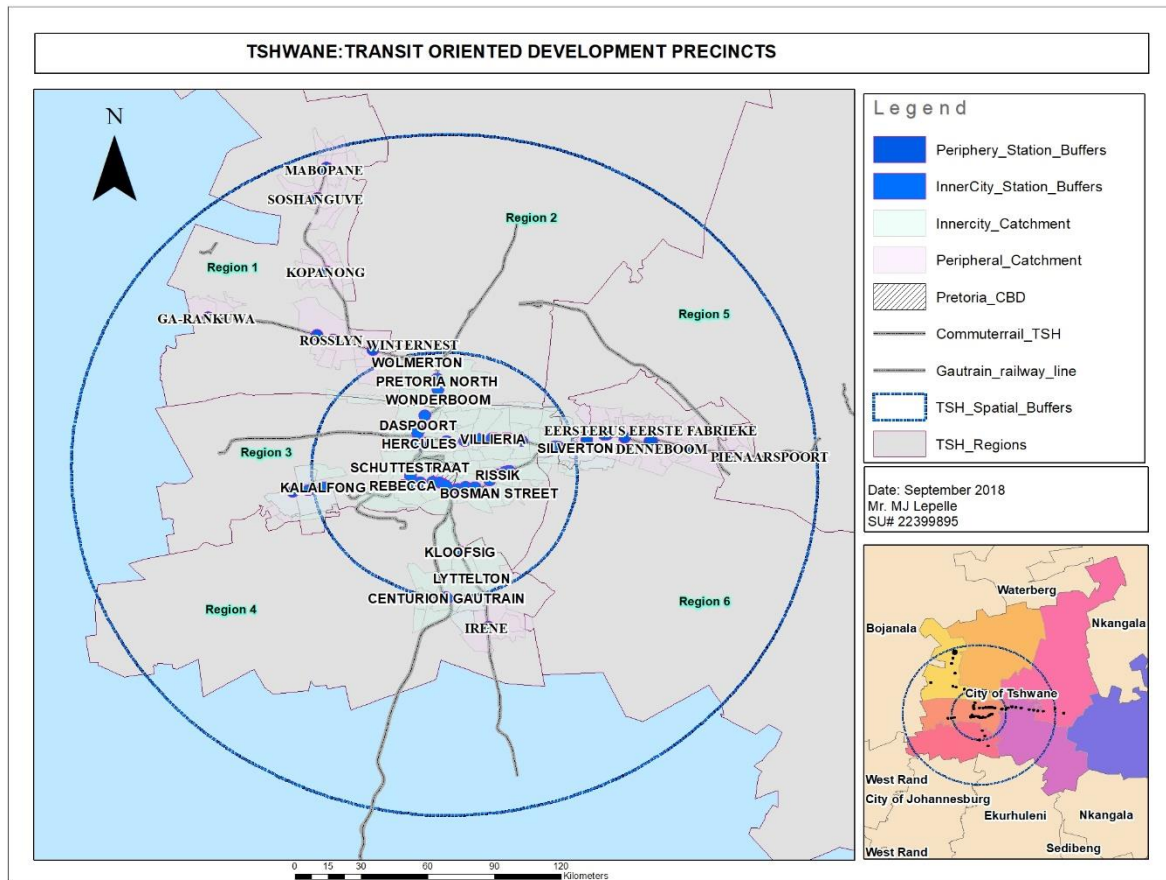 TSHWANE:TRANSIT ORIENTED DEVELOPMENT PRECINCTS
N
MABOPANE
SOSHANGUVE
Region 2
KOPANONG
Region 1
GA-RANKUWA
Region 5
ROSSLYN
WINTERNEST
WOLMERTON
PRETORIA NORTH
WONDERBOOM
DASPOORT
HERCULES
VILLIERIA
EERSTERUS EERSTE FABRIEKE
SILVERTON
DENNEBOOM
PIENAARSPOORT
Region 3
SCHUTTESTRAAT
RISSIK
KALALFONG
REBECCA
BOSMAN STREET
KLOOFSIG
LYTTELTON
CENTURION GAUTRAIN
Region 4
Region 6
IRENE
0 15 30 60 90 120
Kilometers
Legend
Periphery_Station_Buffers
InnerCity_Station_Buffers
Innercity_Catchment
Peripheral_Catchment
Pretoria_CBD
Commuterrail_TSH
Gautrain_railway_line
TSH_Spatial_Buffers
TSH_Regions
Date: September 2018
Mr. MJ Lepelle
SU# 22399895
Waterberg
Bojanala
Nkangala
City of Tshwane
West Rand
City of Johannesburg
Ekurhuleni
Nkangala
West Rand
Sedibeng